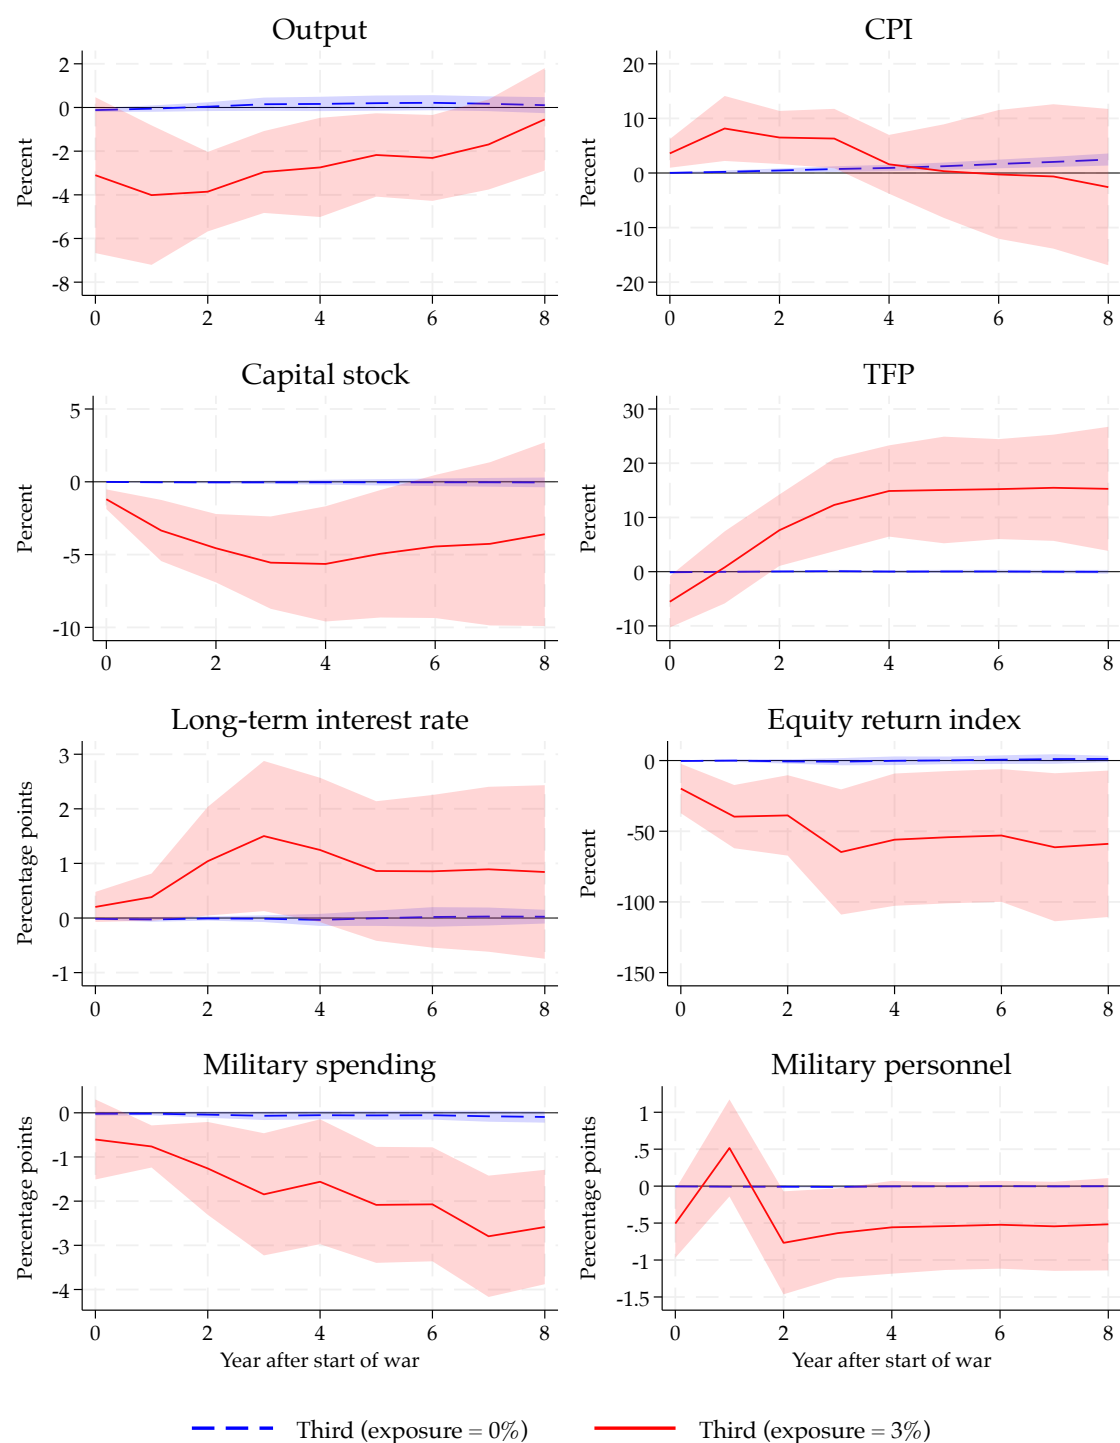 Output
2
0
-2
-4
-6
-8
Percent
0 2 4 6 8
CPI
20
10
0
-10
-20
Percent
0 2 4 6 8
Capital stock
5
0
-5
-10
Percent
0 2 4 6 8
TFP
30
20
10
0
-10
Percent
0 2 4 6 8
Long-term interest rate
3
2
1
0
-1
Percentage points
0 2 4 6 8
Equity return index
0
-50
-100
-150
Percent
0 2 4 6 8
Military spending
0
-1
-2
-3
-4
Percentage points
0 2 4 6 8
Year after start of war
Military personnel
1
.5
0
-.5
-1
-1.5
Percentage points
0 2 4 6 8
Year after start of war
Third (exposure = 0%)
Third (exposure = 3%)